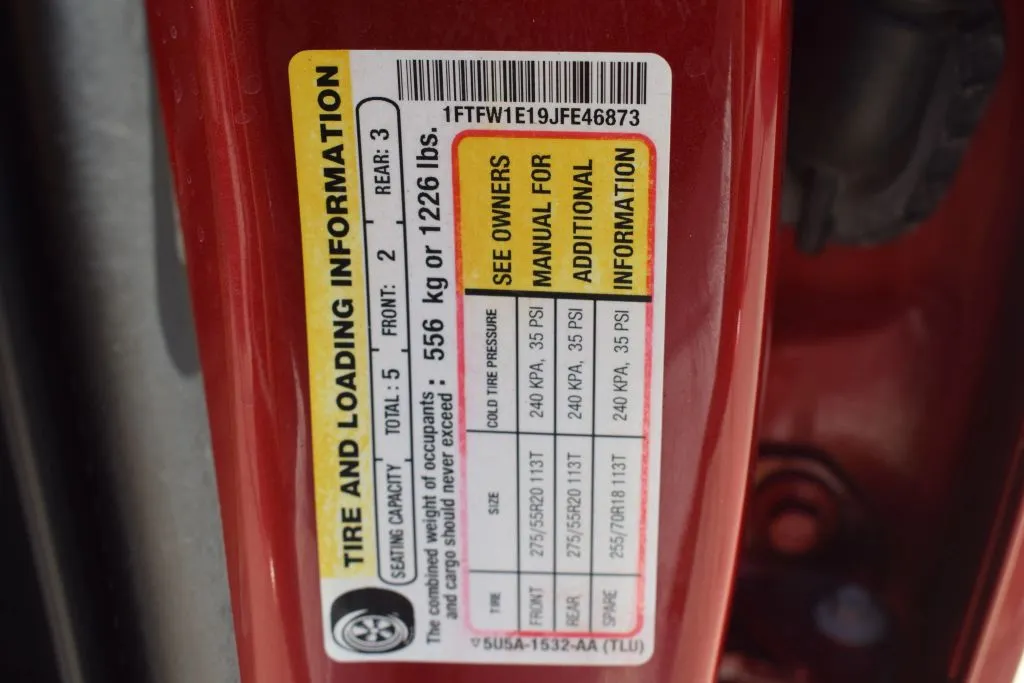 TIRE AND LOADING INFORMATION
SEATING CAPACITY TOTAL : 5 FRONT: 2 REAR: 3
The combined weight of occupants
and cargo should never exceed : 556 kg or 1226 lbs.
1FTFW1E19JFE46873
TIRE SIZE COLD TIRE PRESSURE
FRONT 275/55R20 113T 240 KPA, 35 PSI
REAR 275/55R20 113T 240 KPA, 35 PSI
SPARE 255/70R18 113T 240 KPA, 35 PSI
SEE OWNERS
MANUAL FOR
ADDITIONAL
INFORMATION
5U5A-1532-AA (TLU)